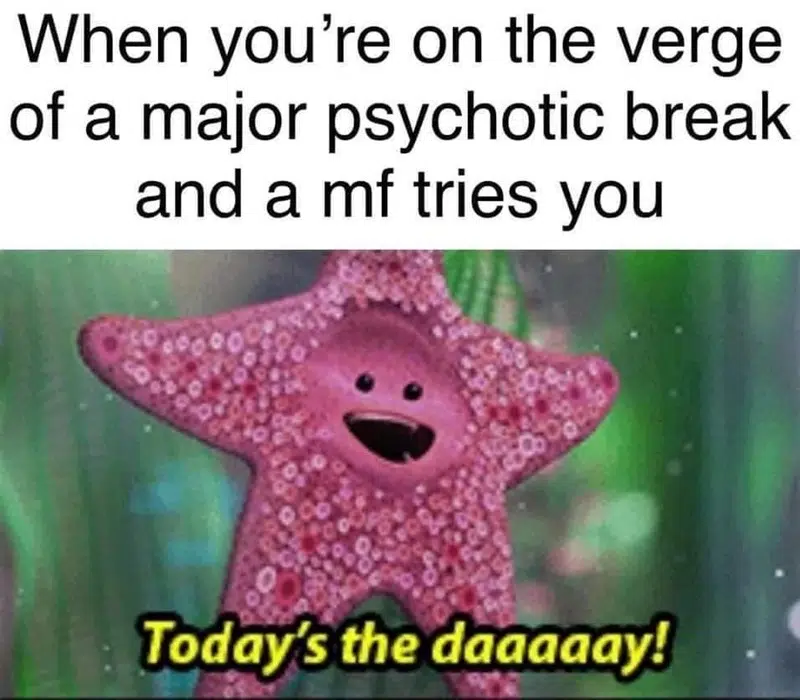 When you’re on the verge
of a major psychotic break
and a mf tries you
Today's the daaaaay!